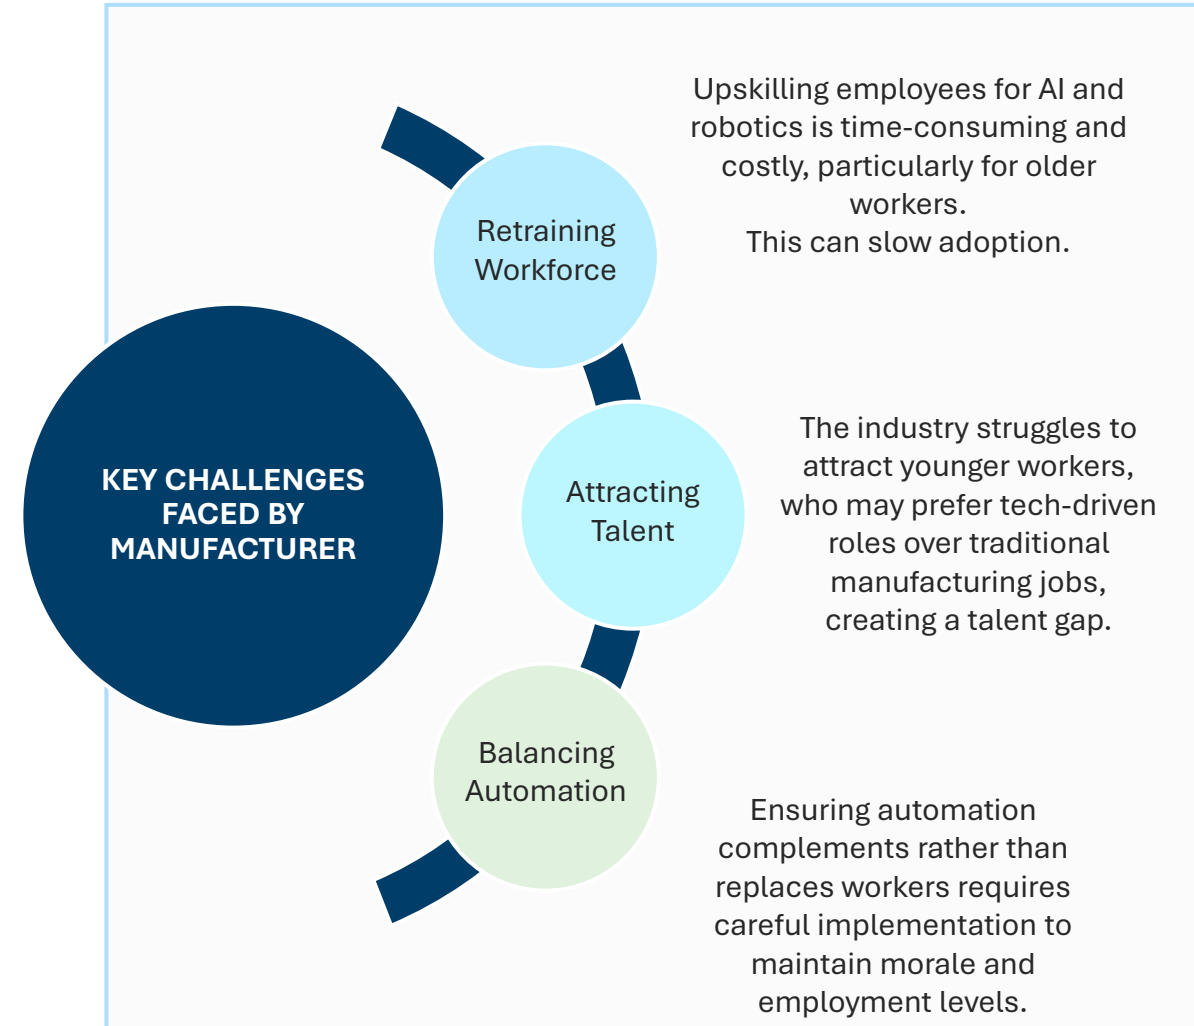 KEY CHALLENGES
FACED BY
MANUFACTURER
Retraining
Workforce
Upskilling employees for AI and
robotics is time-consuming and
costly, particularly for older
workers.
This can slow adoption.
Attracting
Talent
The industry struggles to
attract younger workers,
who may prefer tech-driven
roles over traditional
manufacturing jobs,
creating a talent gap.
Balancing
Automation
Ensuring automation
complements rather than
replaces workers requires
careful implementation to
maintain morale and
employment levels.